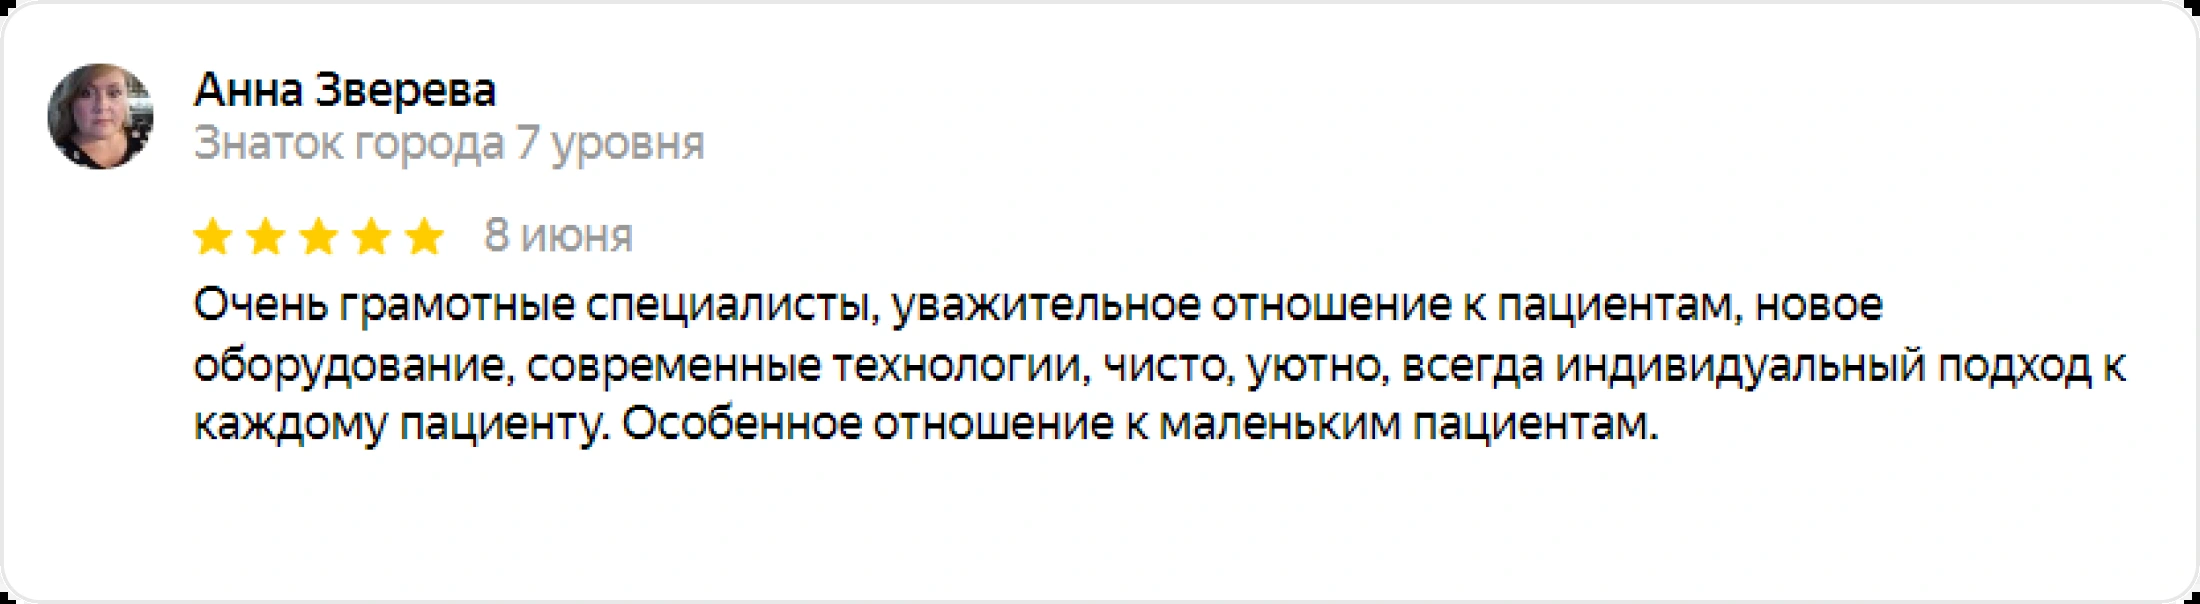 Анна Зверева
Знаток города 7 уровня
8 июня
Очень грамотные специалисты, уважительное отношение к пациентам, новое
оборудование, современные технологии, чисто, уютно, всегда индивидуальный подход к
каждому пациенту. Особенное отношение к маленьким пациентам.